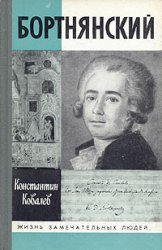 БОРТНЯНСКИЙ
Константин
Ковалев
ЖИЗНЬ ЗАМЕЧАТЕЛЬНЫХ ЛЮДЕЙ